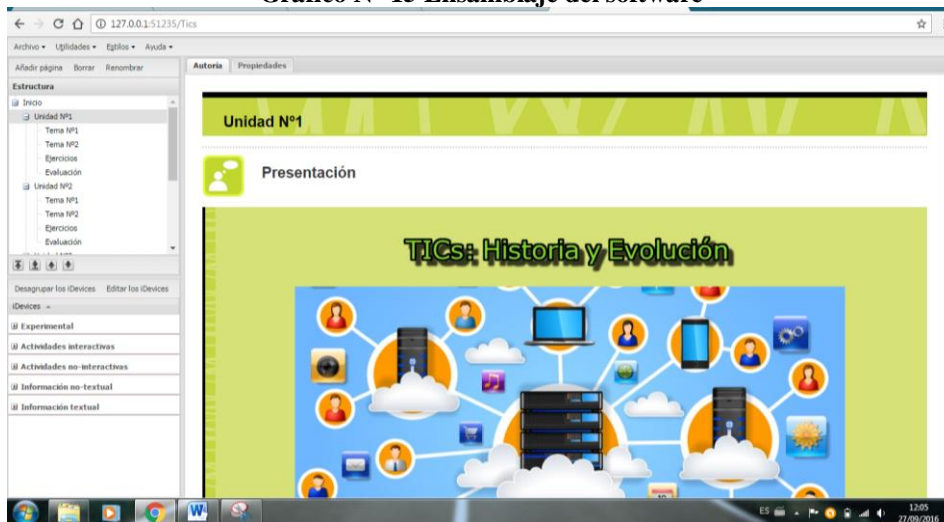 Gráfico Nº 15 Ensamblaje del software
127.0.0.1:51235/Tics
Archivo Utilidades Estilos Ayuda
Añadir página Borrar Renombrar
Autoría Propiedades
Estructura
Inicio
Unidad Nº1
Tema Nº1
Tema Nº2
Ejercicios
Evaluación
Unidad Nº2
Tema Nº1
Tema Nº2
Ejercicios
Evaluación
Desagrupar los iDevices Editar los iDevices
iDevices
Experimental
Actividades interactivas
Actividades no-interactivas
Información no-textual
Información textual
Unidad Nº1
Presentación
TICs: Historia y Evolución
ES
12:05
27/09/2016